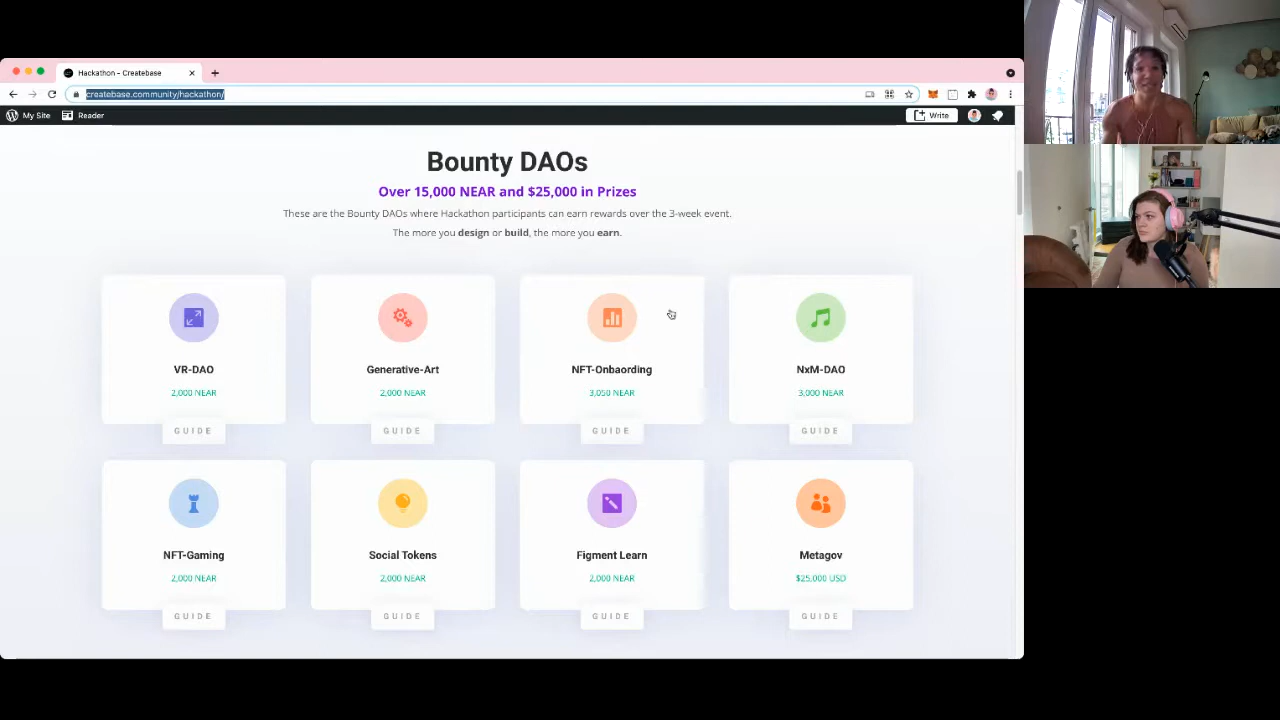 Hackathon – Createbase
createbase.community/hackathon/
My Site
Reader
Write
Bounty DAOs
Over 15,000 NEAR and $25,000 in Prizes
These are the Bounty DAOs where Hackathon participants can earn rewards over the 3-week event.
The more you design or build, the more you earn.
VR-DAO
Generative-Art
NFT-Onbaording
NxM-DAO
2,000 NEAR
2,000 NEAR
3,050 NEAR
3,000 NEAR
GUIDE
GUIDE
GUIDE
GUIDE
NFT-Gaming
Social Tokens
Figment Learn
Metagov
2,000 NEAR
2,000 NEAR
2,000 NEAR
$25,000 USD
GUIDE
GUIDE
GUIDE
GUIDE